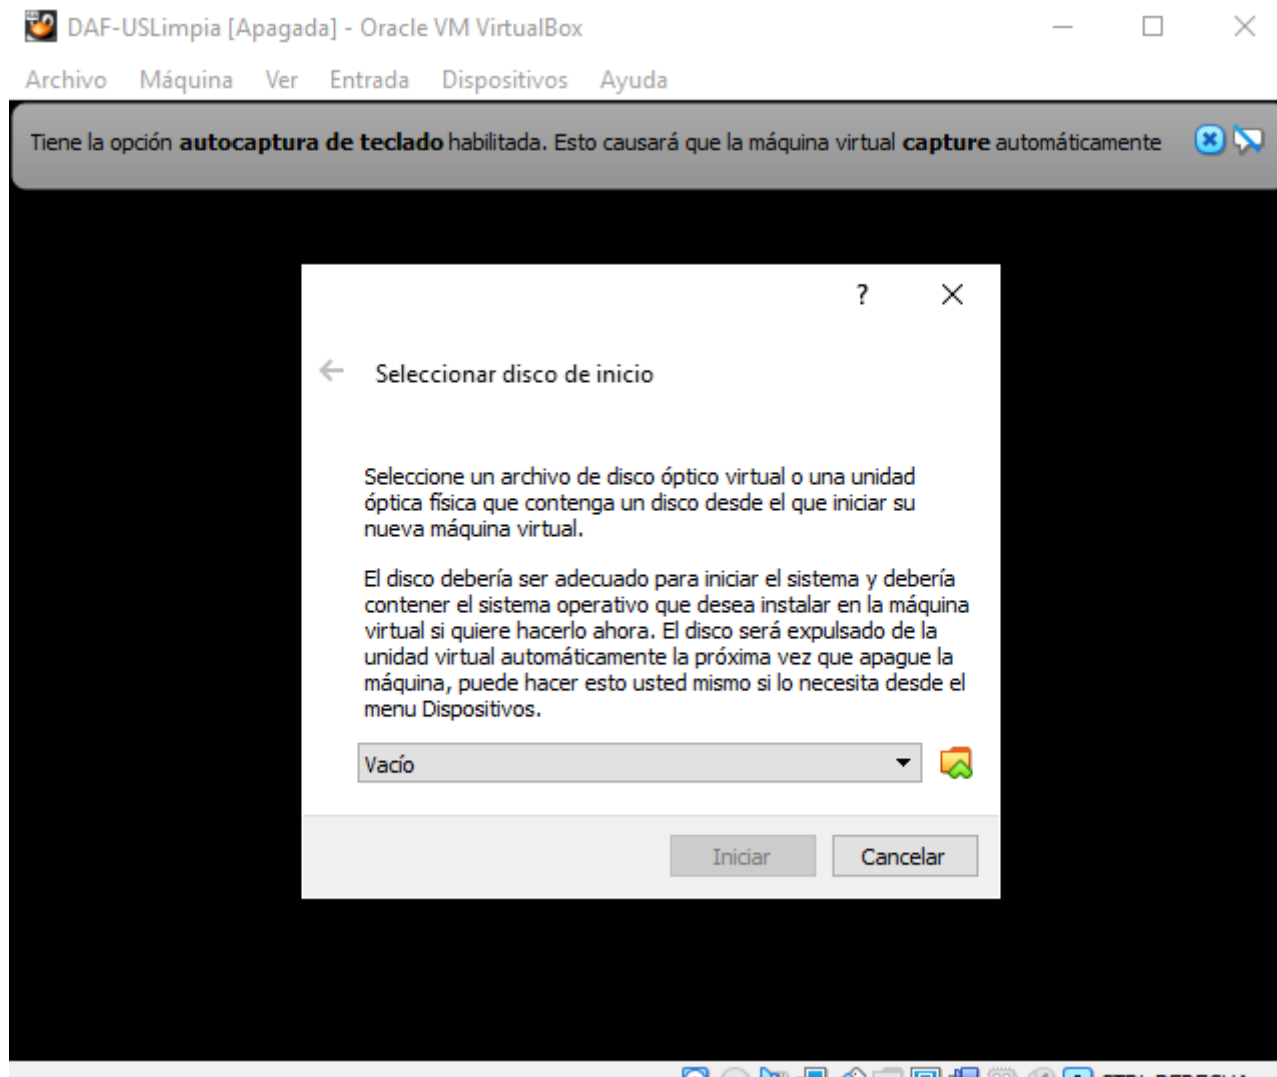 DAF-USLimpia [Apagada] - Oracle VM VirtualBox
Archivo Máquina Ver Entrada Dispositivos Ayuda
Tiene la opción autocaptura de teclado habilitada. Esto causará que la máquina virtual capture automáticamente
?
Seleccionar disco de inicio
Seleccione un archivo de disco óptico virtual o una unidad
óptica física que contenga un disco desde el que iniciar su
nueva máquina virtual.
El disco debería ser adecuado para iniciar el sistema y debería
contener el sistema operativo que desea instalar en la máquina
virtual si quiere hacerlo ahora. El disco será expulsado de la
unidad virtual automáticamente la próxima vez que apague la
máquina, puede hacer esto usted mismo si lo necesita desde el
menu Dispositivos.
Vacío
Iniciar Cancelar
CTRL DERECHA